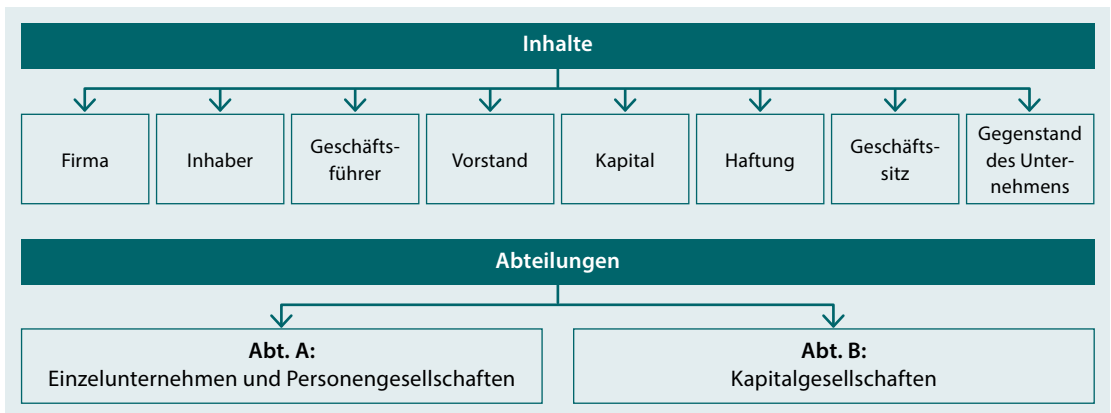 Inhalte
Firma
Inhaber
Geschäfts-
führer
Vorstand
Kapital
Haftung
Geschäfts-
sitz
Gegenstand
des Unter-
nehmens
Abteilungen
Abt. A:
Einzelunternehmen und Personengesellschaften
Abt. B:
Kapitalgesellschaften